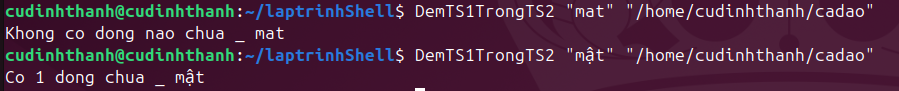 cudinhthanh@cudinhthanh:~/laptrinhShell$ DemTS1TrongTS2 "mat" "/home/cudinhthanh/cadao"
Khong co dong nao chua _ mat
cudinhthanh@cudinhthanh:~/laptrinhShell$ DemTS1TrongTS2 "mật" "/home/cudinhthanh/cadao"
Co 1 dong chua _ mật